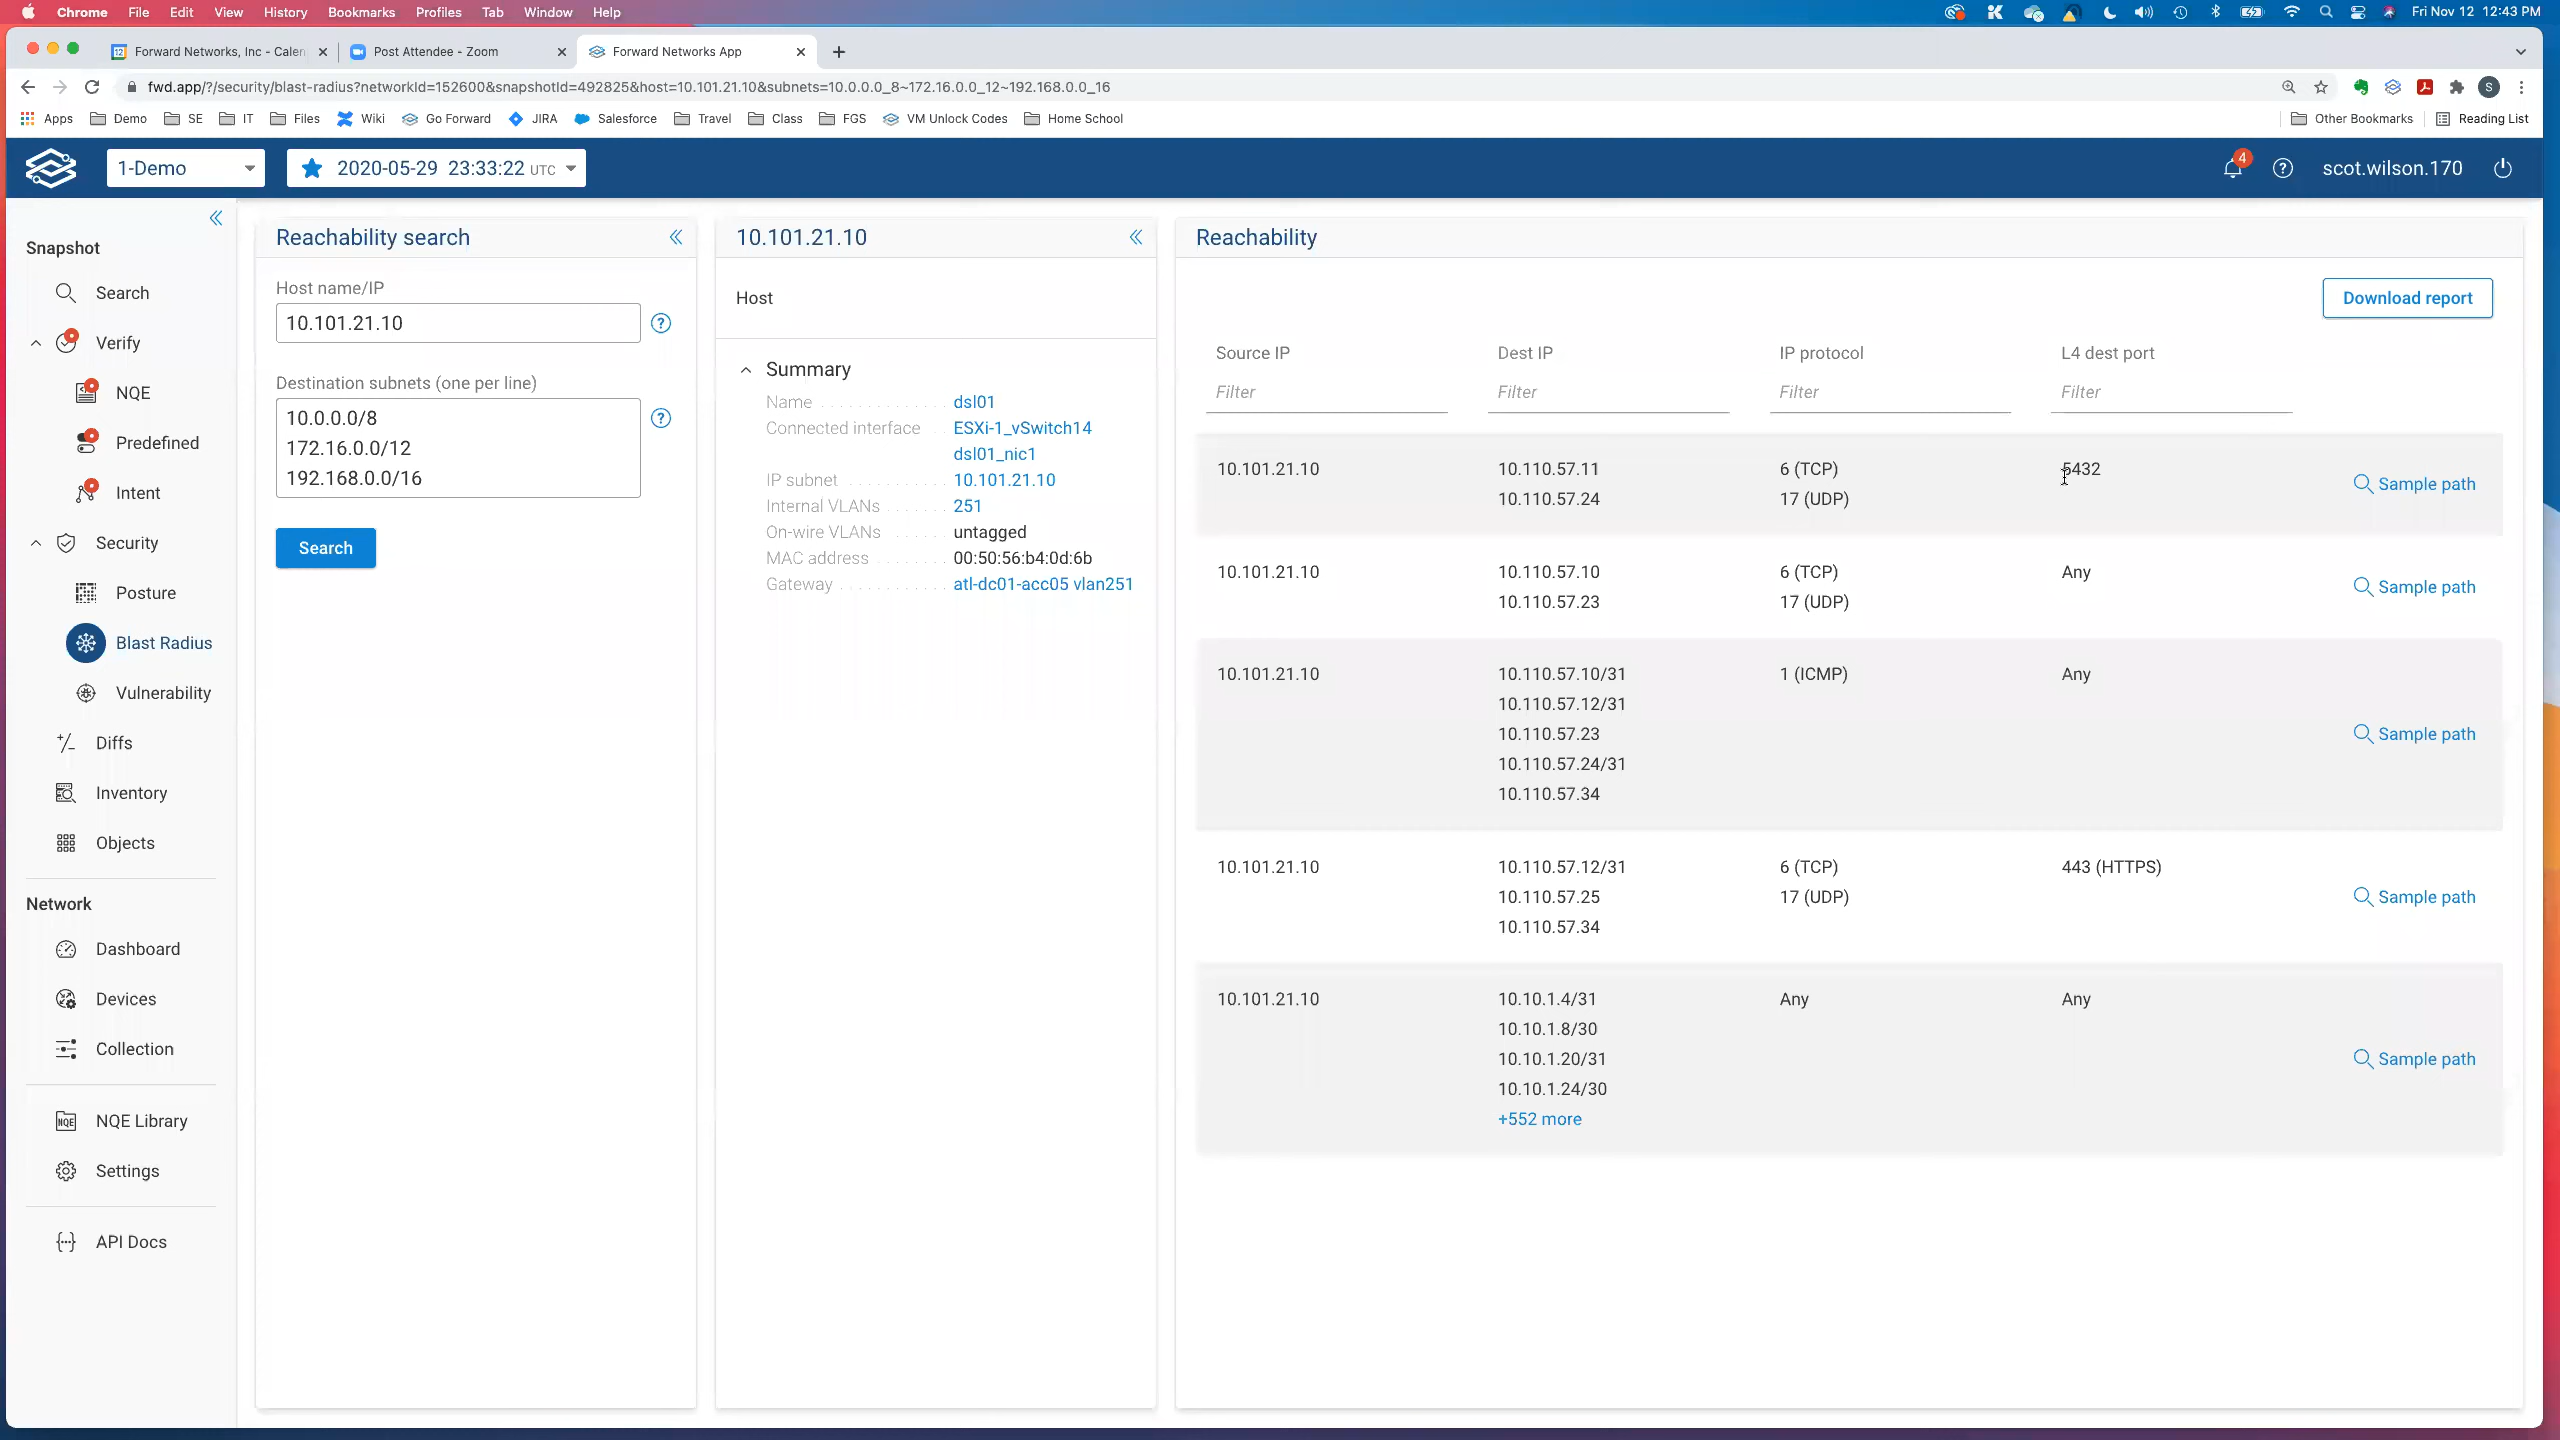 Chrome File Edit View History Bookmarks Profiles Tab Window Help Fri Nov 12 12:43 PM
Forward Networks, Inc - Calen Post Attendee - Zoom Forward Networks App
fwd.app/?/security/blast-radius?networkId=152600&snapshotId=492825&host=10.101.21.10&subnets=10.0.0.0_8~172.16.0.0_12~192.168.0.0_16 S
Apps Demo SE IT Files Wiki Go Forward JIRA Salesforce Travel Class FGS VM Unlock Codes Home School Other Bookmarks Reading List
1-Demo 2020-05-29 23:33:22 UTC 4 scot.wilson.170
Snapshot
Search
Verify
NQE
Predefined
Intent
Security
Posture
Blast Radius
Vulnerability
Diffs
Inventory
Objects
Network
Dashboard
Devices
Collection
NQE Library
Settings
API Docs
Reachability search
Host name/IP
10.101.21.10
Destination subnets (one per line)
10.0.0.0/8
172.16.0.0/12
192.168.0.0/16
Search
10.101.21.10
Host
Summary
Name dsl01
Connected interface ESXi-1_vSwitch14
dsl01_nic1
IP subnet 10.101.21.10
Internal VLANs 251
On-wire VLANs untagged
MAC address 00:50:56:b4:0d:6b
Gateway atl-dc01-acc05 vlan251
Reachability
Download report
Source IP Dest IP IP protocol L4 dest port
Filter Filter Filter Filter
10.101.21.10 10.110.57.11 6 (TCP) 5432
10.110.57.24 17 (UDP)
Sample path
10.101.21.10 10.110.57.10 6 (TCP) Any
10.110.57.23 17 (UDP)
Sample path
10.101.21.10 10.110.57.10/31 1 (ICMP) Any
10.110.57.12/31
10.110.57.23 Sample path
10.110.57.24/31
10.110.57.34
10.101.21.10 10.110.57.12/31 6 (TCP) 443 (HTTPS)
10.110.57.25 17 (UDP) Sample path
10.110.57.34
10.101.21.10 10.10.1.4/31 Any Any
10.10.1.8/30
10.10.1.20/31 Sample path
10.10.1.24/30
+552 more